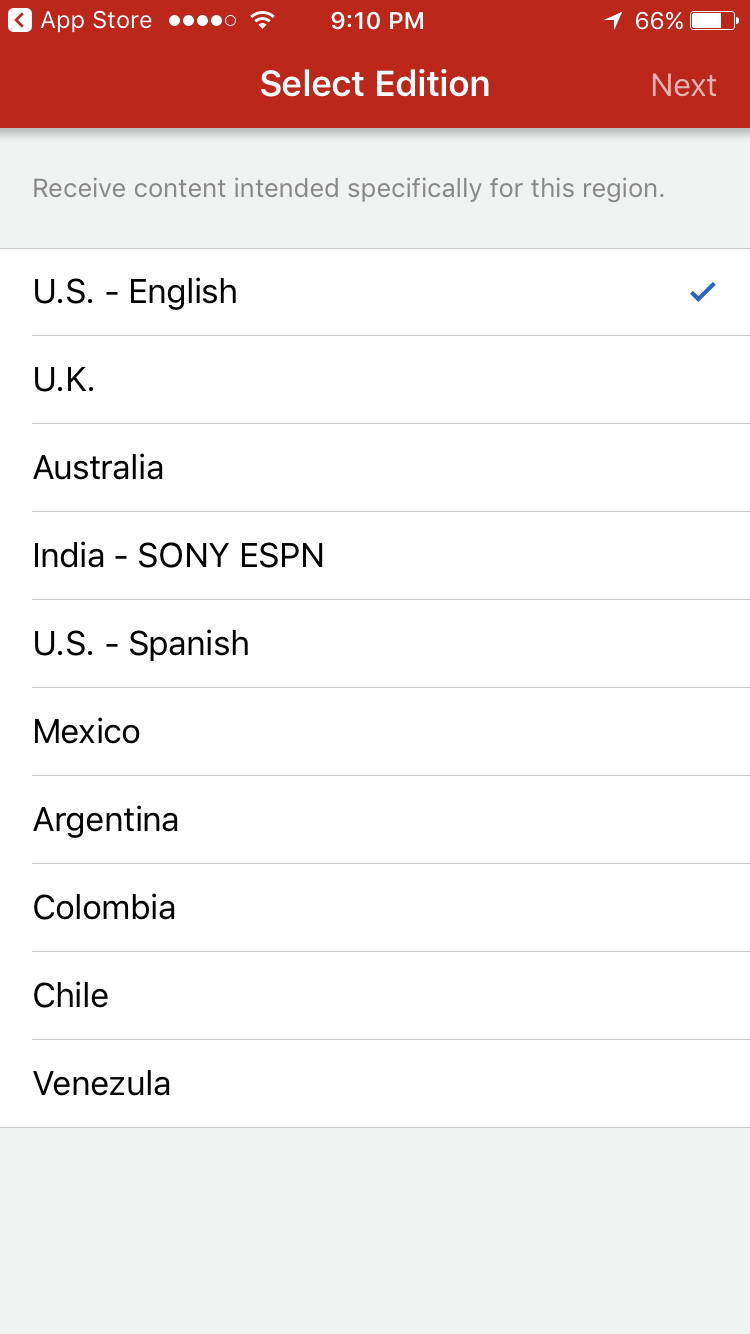 App Store 9:10 PM 66%
Select Edition Next
Receive content intended specifically for this region.
U.S. - English
U.K.
Australia
India - SONY ESPN
U.S. - Spanish
Mexico
Argentina
Colombia
Chile
Venezula